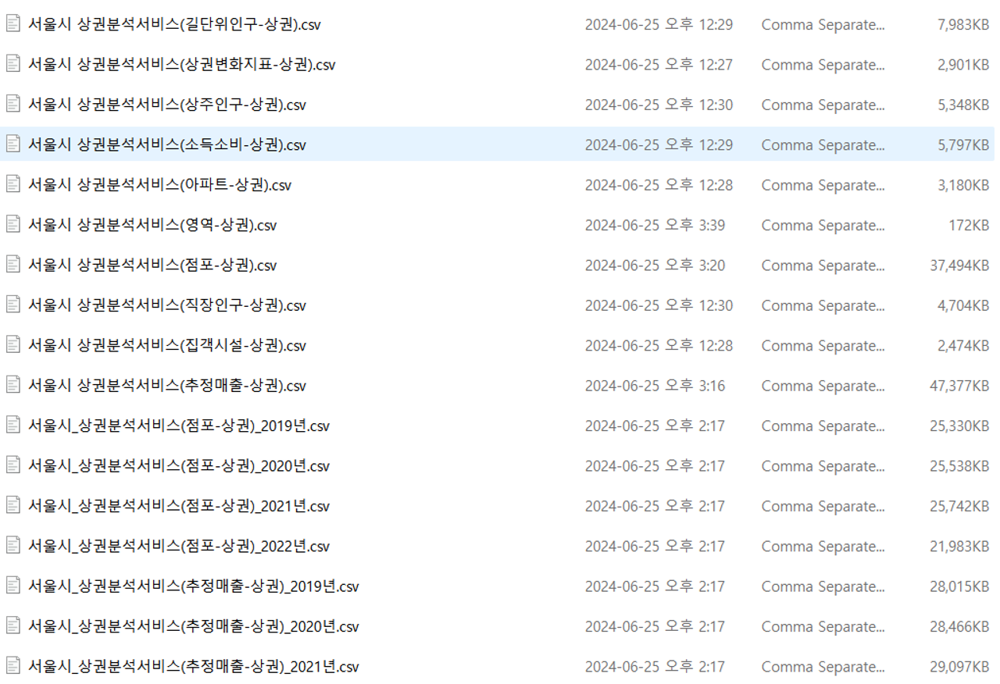 서울시 상권분석서비스(길단위인구-상권).csv 2024-06-25 오후 12:29 Comma Separate... 7,983KB
서울시 상권분석서비스(상권변화지표-상권).csv 2024-06-25 오후 12:27 Comma Separate... 2,901KB
서울시 상권분석서비스(상주인구-상권).csv 2024-06-25 오후 12:30 Comma Separate... 5,348KB
서울시 상권분석서비스(소득소비-상권).csv 2024-06-25 오후 12:29 Comma Separate... 5,797KB
서울시 상권분석서비스(아파트-상권).csv 2024-06-25 오후 12:28 Comma Separate... 3,180KB
서울시 상권분석서비스(영역-상권).csv 2024-06-25 오후 3:39 Comma Separate... 172KB
서울시 상권분석서비스(점포-상권).csv 2024-06-25 오후 3:20 Comma Separate... 37,494KB
서울시 상권분석서비스(직장인구-상권).csv 2024-06-25 오후 12:30 Comma Separate... 4,704KB
서울시 상권분석서비스(집객시설-상권).csv 2024-06-25 오후 12:28 Comma Separate... 2,474KB
서울시 상권분석서비스(추정매출-상권).csv 2024-06-25 오후 3:16 Comma Separate... 47,377KB
서울시_상권분석서비스(점포-상권)_2019년.csv 2024-06-25 오후 2:17 Comma Separate... 25,330KB
서울시_상권분석서비스(점포-상권)_2020년.csv 2024-06-25 오후 2:17 Comma Separate... 25,538KB
서울시_상권분석서비스(점포-상권)_2021년.csv 2024-06-25 오후 2:17 Comma Separate... 25,742KB
서울시_상권분석서비스(점포-상권)_2022년.csv 2024-06-25 오후 2:17 Comma Separate... 21,983KB
서울시_상권분석서비스(추정매출-상권)_2019년.csv 2024-06-25 오후 2:17 Comma Separate... 28,015KB
서울시_상권분석서비스(추정매출-상권)_2020년.csv 2024-06-25 오후 2:17 Comma Separate... 28,466KB
서울시_상권분석서비스(추정매출-상권)_2021년.csv 2024-06-25 오후 2:17 Comma Separate... 29,097KB